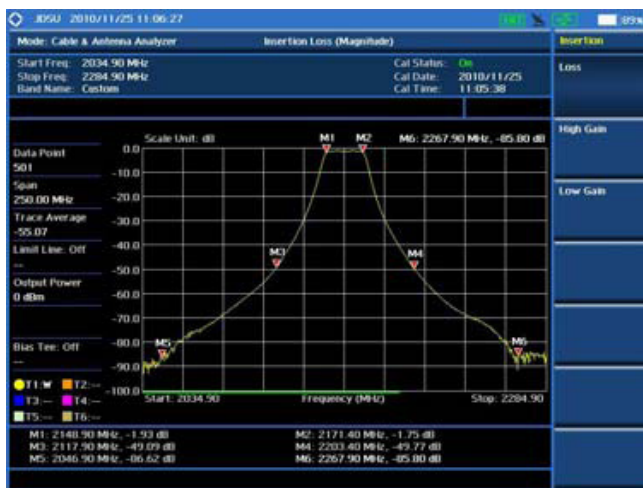 JDSU 2010/11/25 11:06:27
EXT
89%
Mode: Cable & Antenna Analyzer
Insertion Loss (Magnitude)
Insertion
Start Freq: 2034.90 MHz
Stop Freq: 2284.90 MHz
Band Name: Custom
Cal Status: On
Cal Date: 2010/11/25
Cal Time: 11:05:38
Loss
High Gain
Low Gain
Scale Unit: dB
M1
M2
M6: 2267.90 MHz, -85.80 dB
Data Point
501
Span
250.00 MHz
Trace Average
-55.07
Limit Line: Off
--
Output Power
0 dBm
Bias Tee: Off
--
T1:W T2:--
T3:-- T4:--
T5:-- T6:--
0.0
-10.0
-20.0
-30.0
-40.0
-50.0
-60.0
-70.0
-80.0
-90.0
-100.0
M3
M4
M5
M6
Start: 2034.90
Frequency (MHz)
Stop: 2284.90
M1: 2148.90 MHz, -1.93 dB
M2: 2171.40 MHz, -1.75 dB
M3: 2117.90 MHz, -49.09 dB
M4: 2203.40 MHz, -49.77 dB
M5: 2046.90 MHz, -86.62 dB
M6: 2267.90 MHz, -85.80 dB